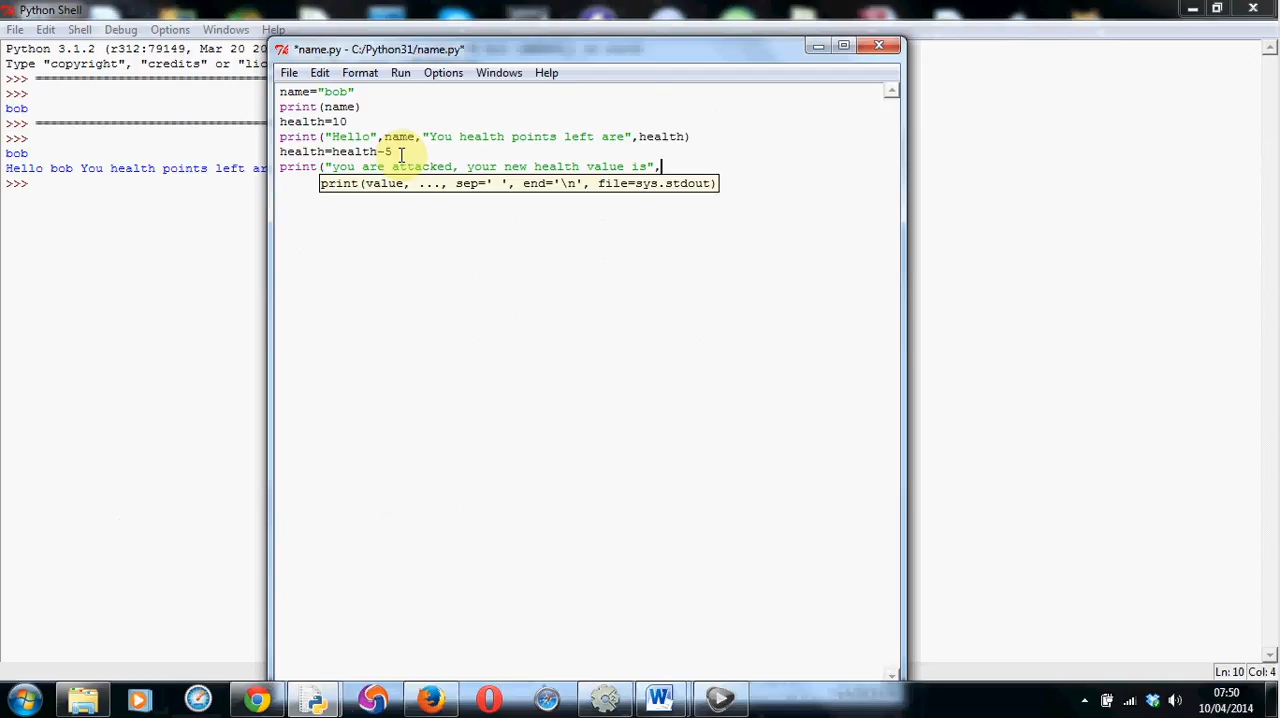 Python Shell
File Edit Shell Debug Options Windows Help
Python 3.1.2 (r312:79149, Mar 20 20
Type "copyright", "credits" or "lic
>>> ================================
>>>
bob
>>> ================================
>>>
bob
Hello bob You health points left ar
>>>
*name.py - C:/Python31/name.py*
File Edit Format Run Options Windows Help
name="bob"
print(name)
health=10
print("Hello",name,"You health points left are",health)
health=health-5
print("you are attacked, your new health value is",
print(value, ..., sep=' ', end='\n', file=sys.stdout)
Ln: 10 Col: 4
07:50
10/04/2014